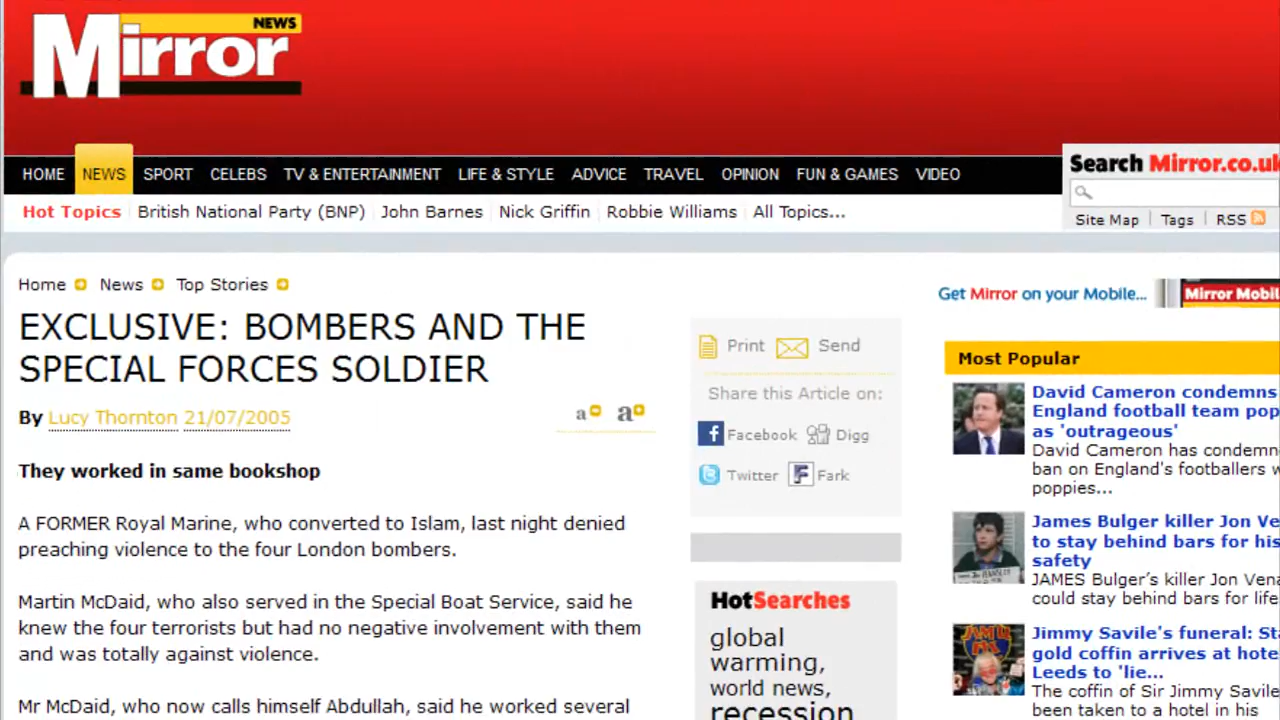 NEWS
Mirror
HOME NEWS SPORT CELEBS TV & ENTERTAINMENT LIFE & STYLE ADVICE TRAVEL OPINION FUN & GAMES VIDEO
Search Mirror.co.uk
Hot Topics British National Party (BNP) John Barnes Nick Griffin Robbie Williams All Topics...
Site Map Tags RSS
Home News Top Stories
Get Mirror on your Mobile...
Mirror Mobil
EXCLUSIVE: BOMBERS AND THE
SPECIAL FORCES SOLDIER
By Lucy Thornton 21/07/2005
a a
They worked in same bookshop
A FORMER Royal Marine, who converted to Islam, last night denied
preaching violence to the four London bombers.
Martin McDaid, who also served in the Special Boat Service, said he
knew the four terrorists but had no negative involvement with them
and was totally against violence.
Mr McDaid, who now calls himself Abdullah, said he worked several
Print Send
Share this Article on:
Facebook Digg
Twitter Fark
HotSearches
global
warming,
world news,
recession
Most Popular
David Cameron condemns
England football team pop
as 'outrageous'
David Cameron has condemn
ban on England's footballers w
poppies...
James Bulger killer Jon Ve
to stay behind bars for his
safety
JAMES Bulger's killer Jon Vena
could stay behind bars for life
Jimmy Savile's funeral: St
gold coffin arrives at hote
Leeds to 'lie...
The coffin of Sir Jimmy Savile
been taken to a hotel in his